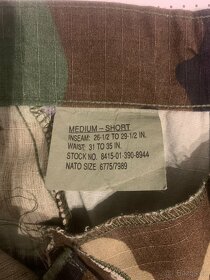 MEDIUM – SHORT
INSEAM: 26-1/2 TO 29-1/2 IN.
WAIST: 31 TO 35 IN.
STOCK NO. 8415-01-390-8944
NATO SIZE 6775/7989